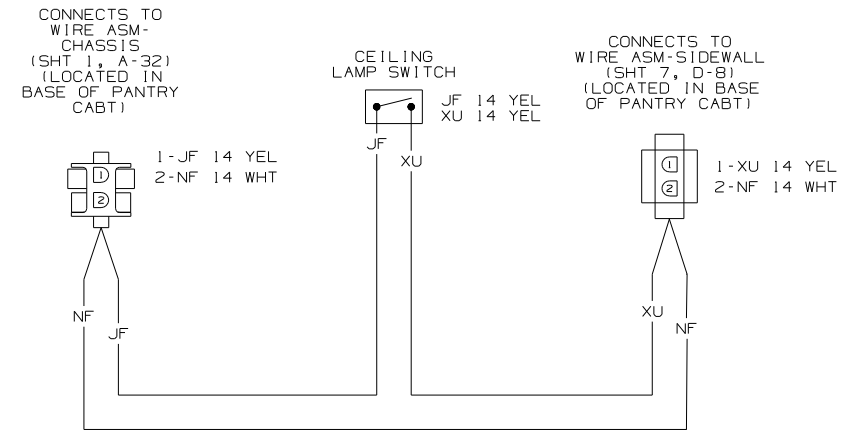 CONNECTS TO
WIRE ASM-
CHASSIS
(SHT 1, A-32)
(LOCATED IN
BASE OF PANTRY
CABT)
1-JF 14 YEL
2-NF 14 WHT
1
2
NF
JF
CEILING
LAMP SWITCH
JF 14 YEL
XU 14 YEL
JF
XU
CONNECTS TO
WIRE ASM-SIDEWALL
(SHT 7, D-8)
(LOCATED IN BASE
OF PANTRY CABT)
1-XU 14 YEL
2-NF 14 WHT
1
2
XU
NF